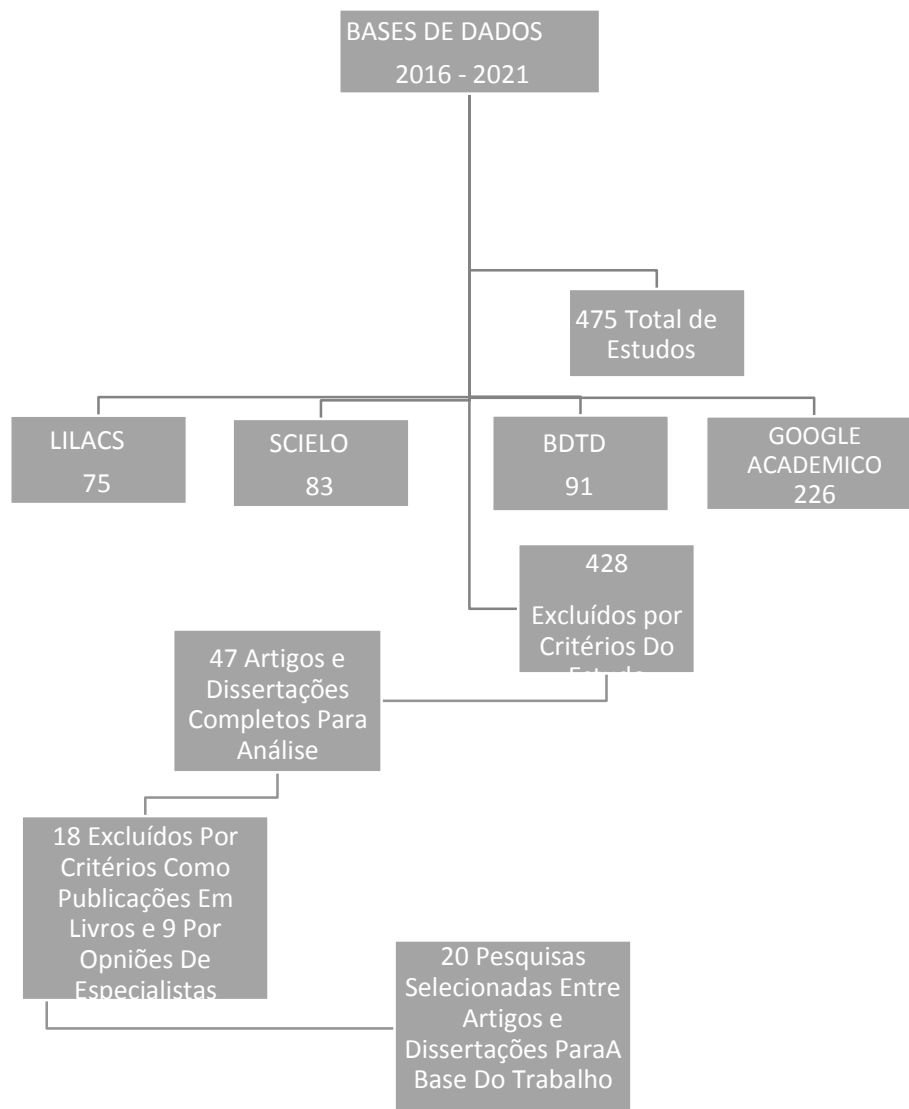 BASES DE DADOS
2016 - 2021
475 Total de
Estudos
LILACS
75
SCIELO
83
BDTD
91
GOOGLE
ACADEMICO
226
428
Excluídos por
Critérios Do
Estudo
47 Artigos e
Dissertações
Completos Para
Análise
18 Excluídos Por
Critérios Como
Publicações Em
Livros e 9 Por
Opniões De
Especialistas
20 Pesquisas
Selecionadas Entre
Artigos e
Dissertações ParaA
Base Do Trabalho